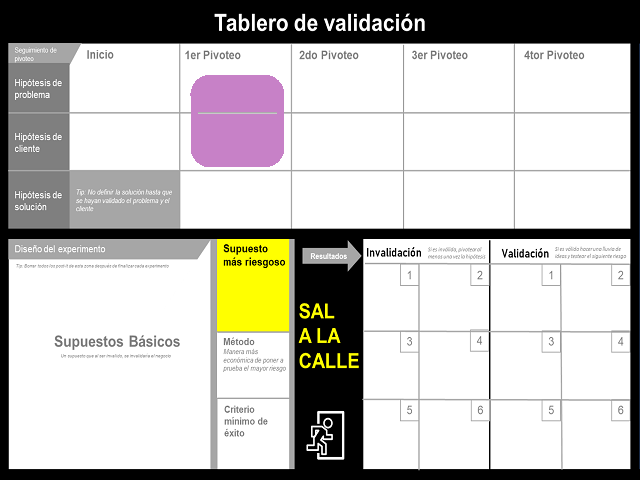 Tablero de validación
Seguimiento de
pivoteo
Inicio
1er Pivoteo
2do Pivoteo
3er Pivoteo
4tor Pivoteo
Hipótesis de
problema
Hipótesis de
cliente
Hipótesis de
solución
Tip: No definir la solución hasta que
se hayan validado el problema y el
cliente
Diseño del experimento
Tip: Borrar todos los post-it de esta zona después de finalizar cada experimento
Supuestos Básicos
Un supuesto que al ser invalido, se invalidaría el negocio
Supuesto
más riesgoso
Método
Manera más
económica de poner a
prueba el mayor riesgo
Criterio
mínimo de
éxito
Resultados
SAL
A LA
CALLE
Invalidación
Si es inválido, pivotear al
menos una vez la hipótesis
Validación
Si es valido hacer una lluvia de
ideas y testear el siguiente riesgo
1 2 1 2
3 4 3 4
5 6 5 6